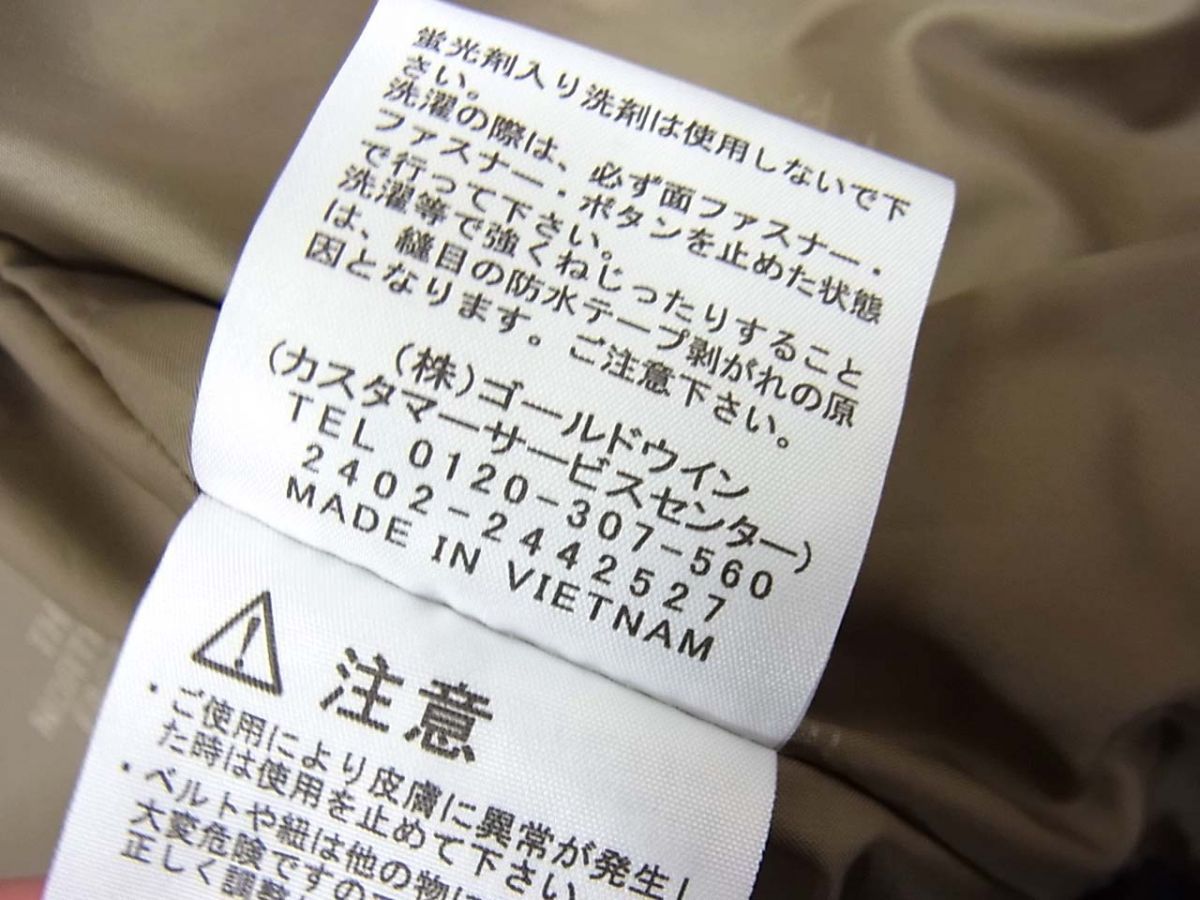 蛍光剤入り洗剤は使用しないで下
さい。
洗濯の際は、必ず面ファスナー・
ファスナー・ボタンを止めた状態
で行って下さい。
洗濯等で強くねじったりすること
は、縫目の防水テープ剥がれの原
因となります。ご注意下さい。
(株)ゴールドウイン
(カスタマーサービスセンター)
TEL 0120-307-560
2402-2442527
MADE IN VIETNAM
注意
・ご使用により皮膚に異常が発生し
た時は使用を止めて下さい
・ベルトや紐は他の物に
大変危険ですの
正しく調整